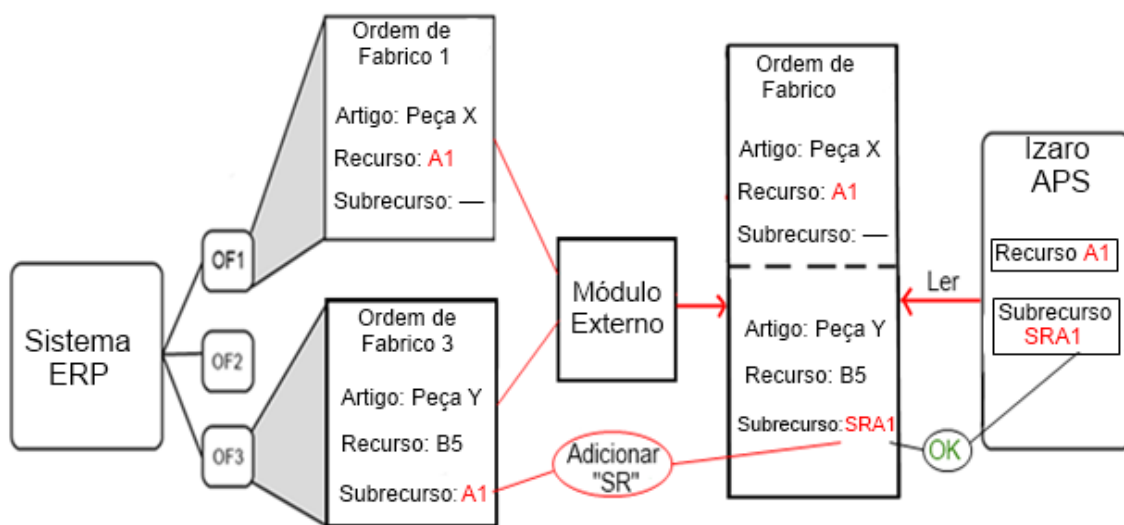 Sistema
ERP
OF1
OF2
OF3
Ordem de
Fabrico 1
Artigo: Peça X
Recurso: A1
Subrecurso: —
Ordem de
Fabrico 3
Artigo: Peça Y
Recurso: B5
Subrecurso: A1
Módulo
Externo
Adicionar
"SR"
Ordem de
Fabrico
Artigo: Peça X
Recurso: A1
Subrecurso: —
Artigo: Peça Y
Recurso: B5
Subrecurso:SRA1
Ler
OK
Izaro
APS
Recurso A1
Subrecurso
SRA1